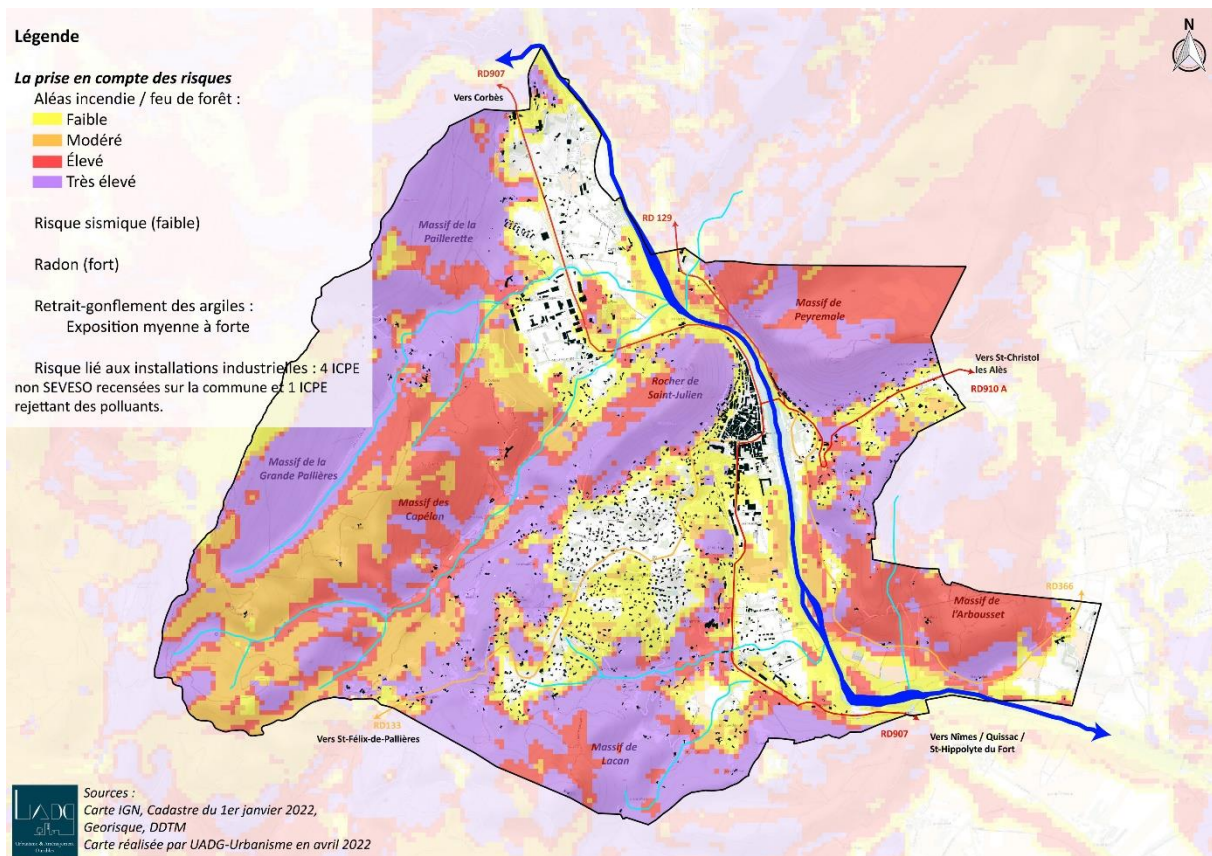 Légende
La prise en compte des risques
Aléas incendie / feu de forêt :
Faible
Modéré
Élevé
Très élevé
Risque sismique (faible)
Radon (fort)
Retrait-gonflement des argiles :
Exposition myenne à forte
Risque lié aux installations industrielles : 4 ICPE
non SEVESO recensées sur la commune et 1 ICPE
rejettant des polluants.
N
RD907
Vers Corbès
RD 129
Massif de la
Paillerette
Massif de
Peyremale
Vers St-Christol
les Alès
RD910 A
Rocher de
Saint-Julien
Massif de la
Grande Pallières
Massif des
Capélan
RD366
Massif de
l'Arbousset
RD133
Vers St-Félix-de-Pallières
Massif de
Lacan
RD907
Vers Nîmes / Quissac /
St-Hippolyte du Fort
UADG
Sources :
Carte IGN, Cadastre du 1er janvier 2022,
Georisque, DDTM
Carte réalisée par UADG-Urbanisme en avril 2022